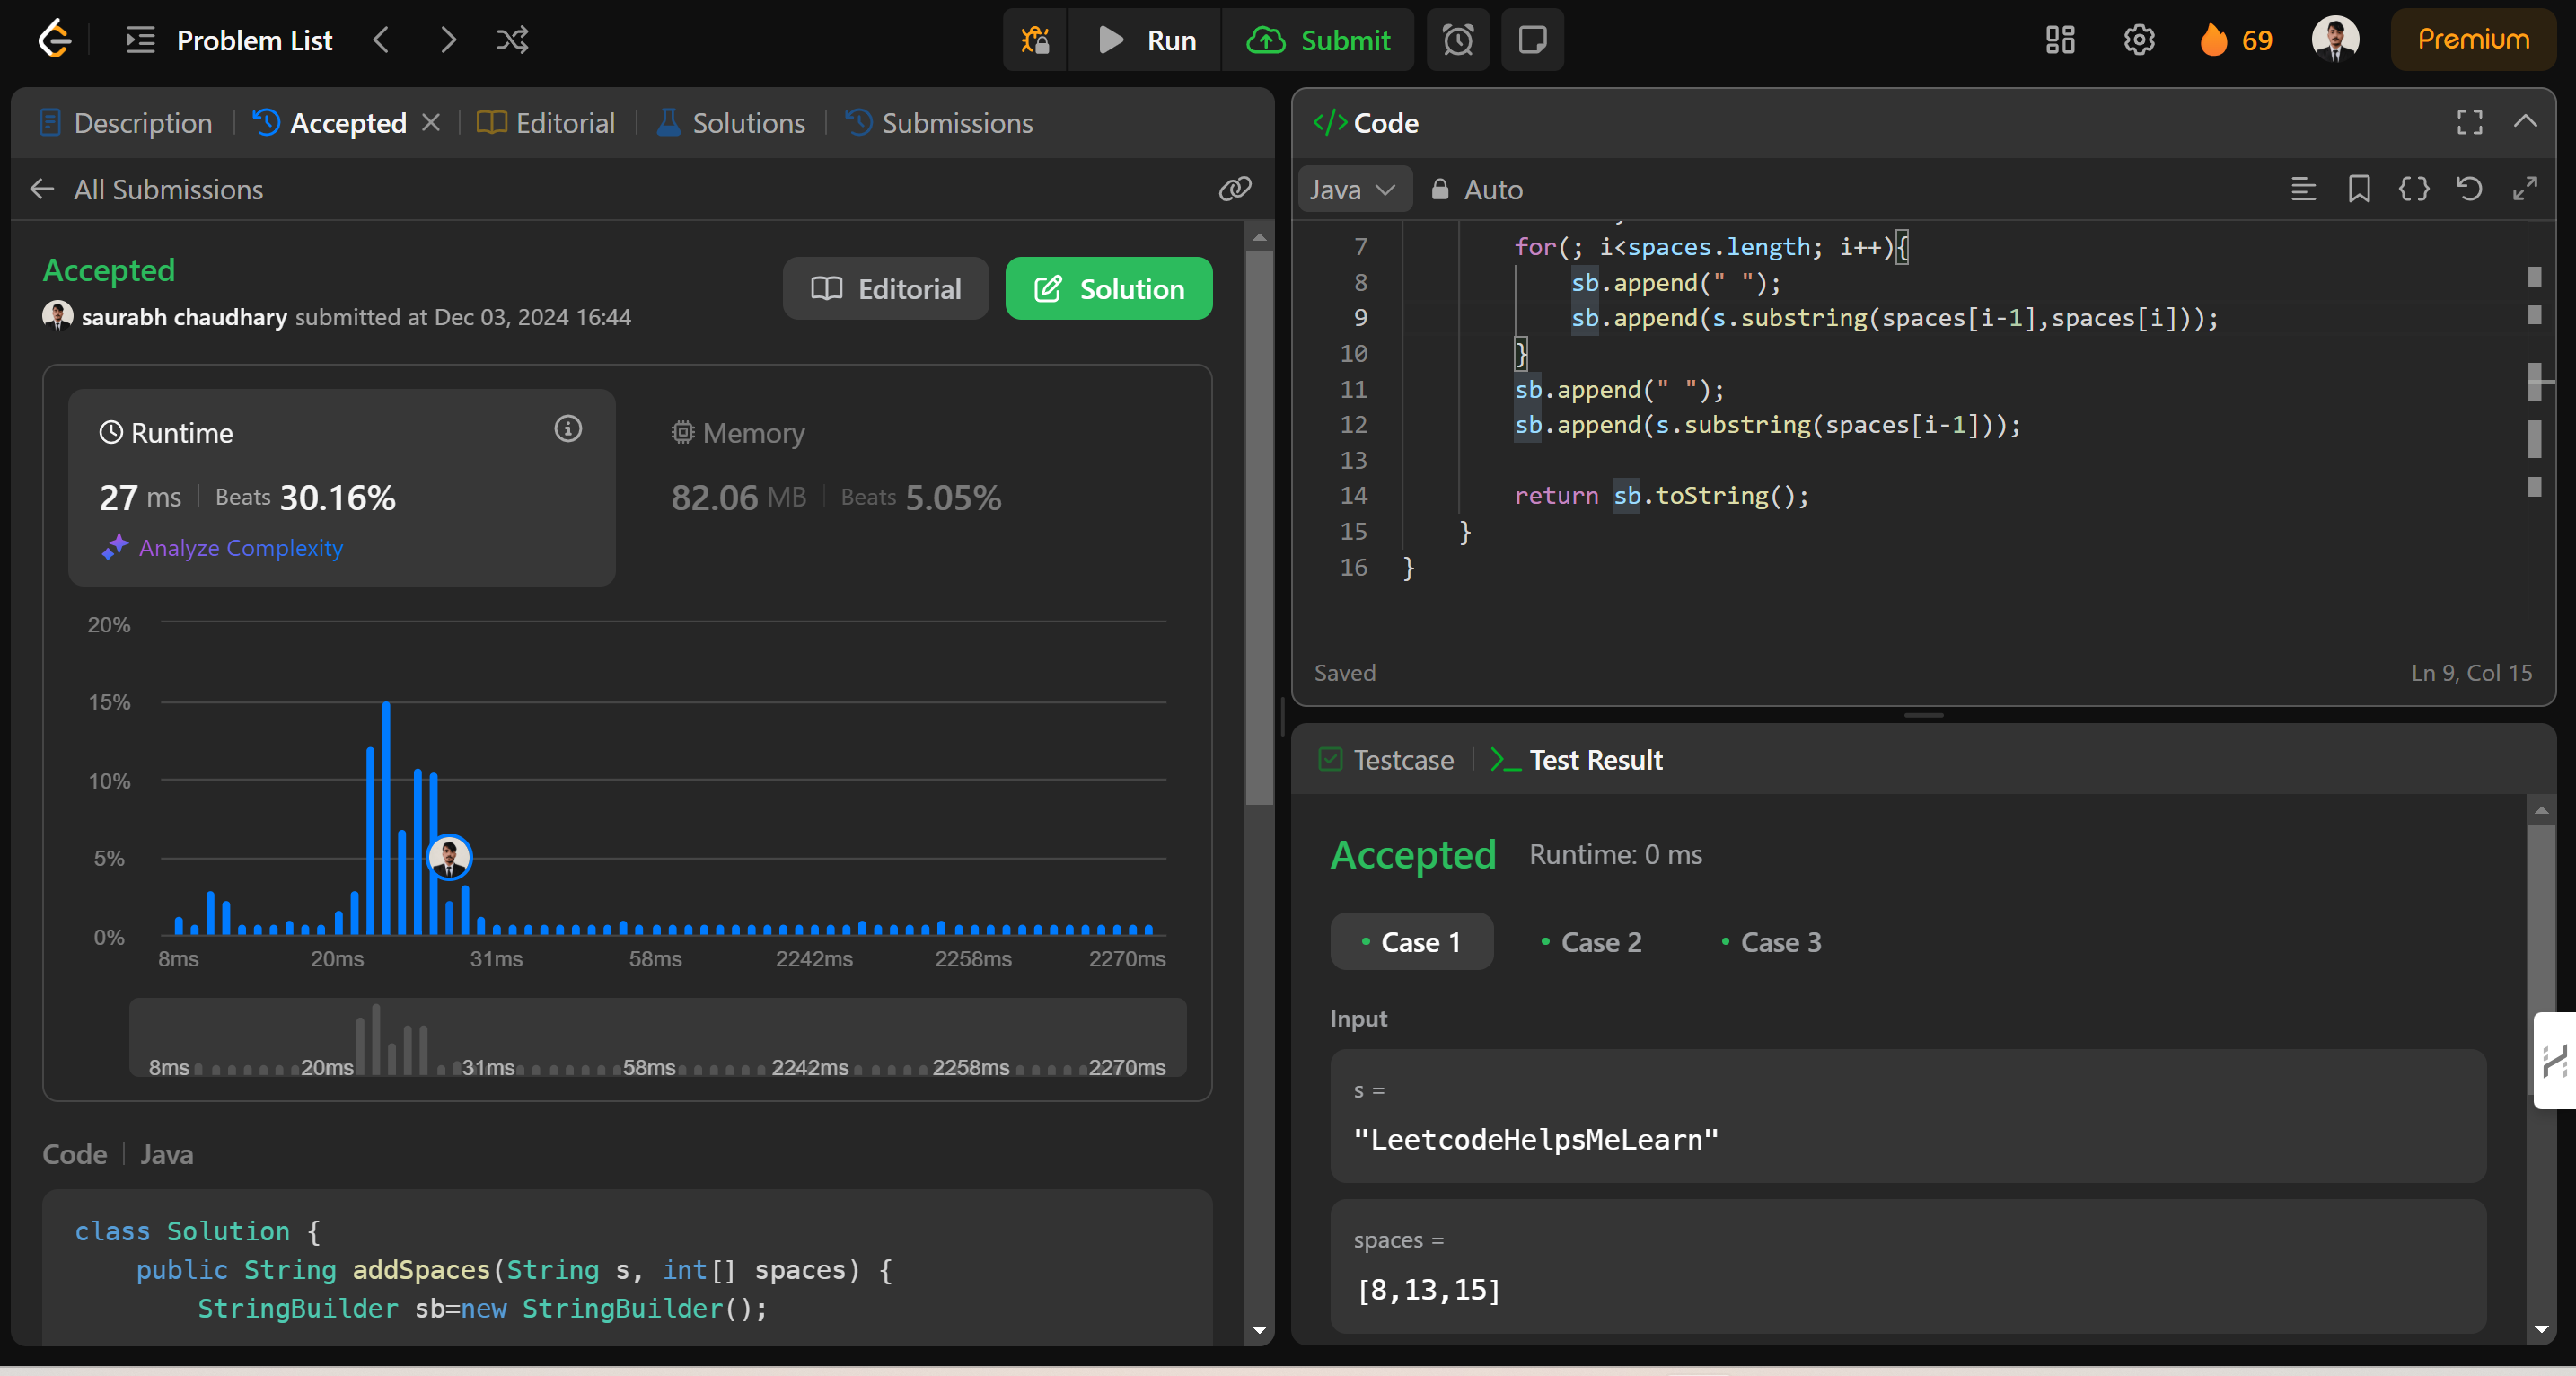 Problem List
Run
Submit
69
Premium
Description
Accepted
Editorial
Solutions
Submissions
All Submissions
Accepted
Editorial
Solution
saurabh chaudhary submitted at Dec 03, 2024 16:44
Runtime
27 ms
Beats 30.16%
Analyze Complexity
Memory
82.06 MB
Beats 5.05%
20%
15%
10%
5%
0%
8ms 20ms 31ms 58ms 2242ms 2258ms 2270ms
8ms 20ms 31ms 58ms 2242ms 2258ms 2270ms
Code
Java
class Solution {
public String addSpaces(String s, int[] spaces) {
StringBuilder sb=new StringBuilder();
</> Code
Java
Auto
7 for(; i<spaces.length; i++){
8 sb.append(" ");
9 sb.append(s.substring(spaces[i-1],spaces[i]));
10 }
11 sb.append(" ");
12 sb.append(s.substring(spaces[i-1]));
13
14 return sb.toString();
15 }
16 }
Saved
Ln 9, Col 15
Testcase
Test Result
Accepted
Runtime: 0 ms
Case 1
Case 2
Case 3
Input
s =
"LeetcodeHelpsMeLearn"
spaces =
[8,13,15]